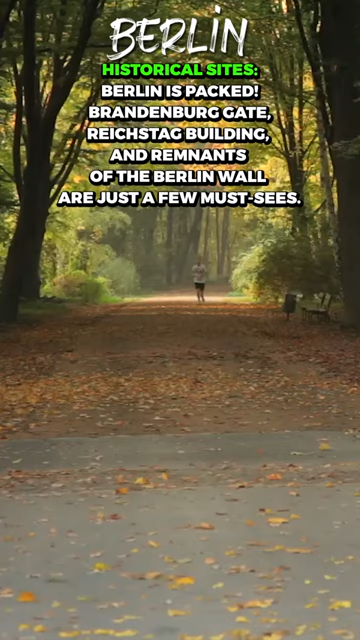 BERLIN
HISTORICAL SITES:
BERLIN IS PACKED!
BRANDENBURG GATE,
REICHSTAG BUILDING,
AND REMNANTS
OF THE BERLIN WALL
ARE JUST A FEW MUST-SEES.